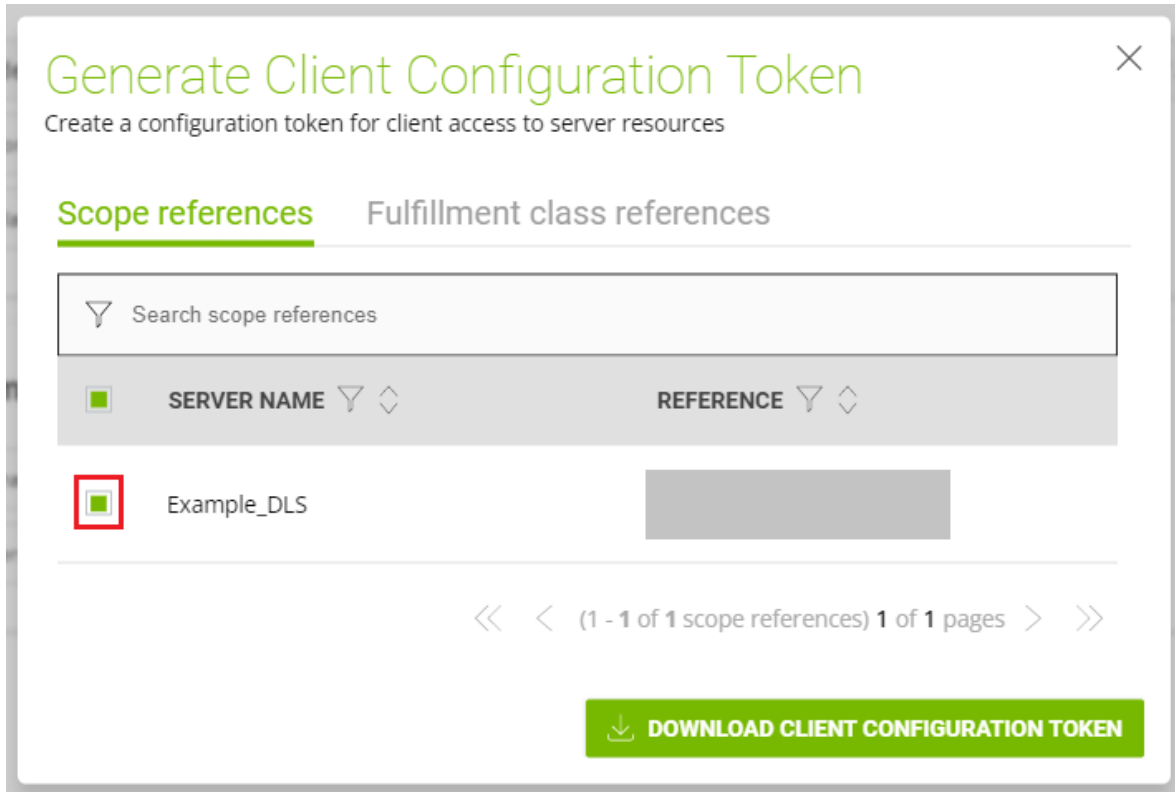 Generate Client Configuration Token
Create a configuration token for client access to server resources
Scope references Fulfillment class references
Search scope references
SERVER NAME REFERENCE
Example_DLS
(1 - 1 of 1 scope references) 1 of 1 pages
DOWNLOAD CLIENT CONFIGURATION TOKEN